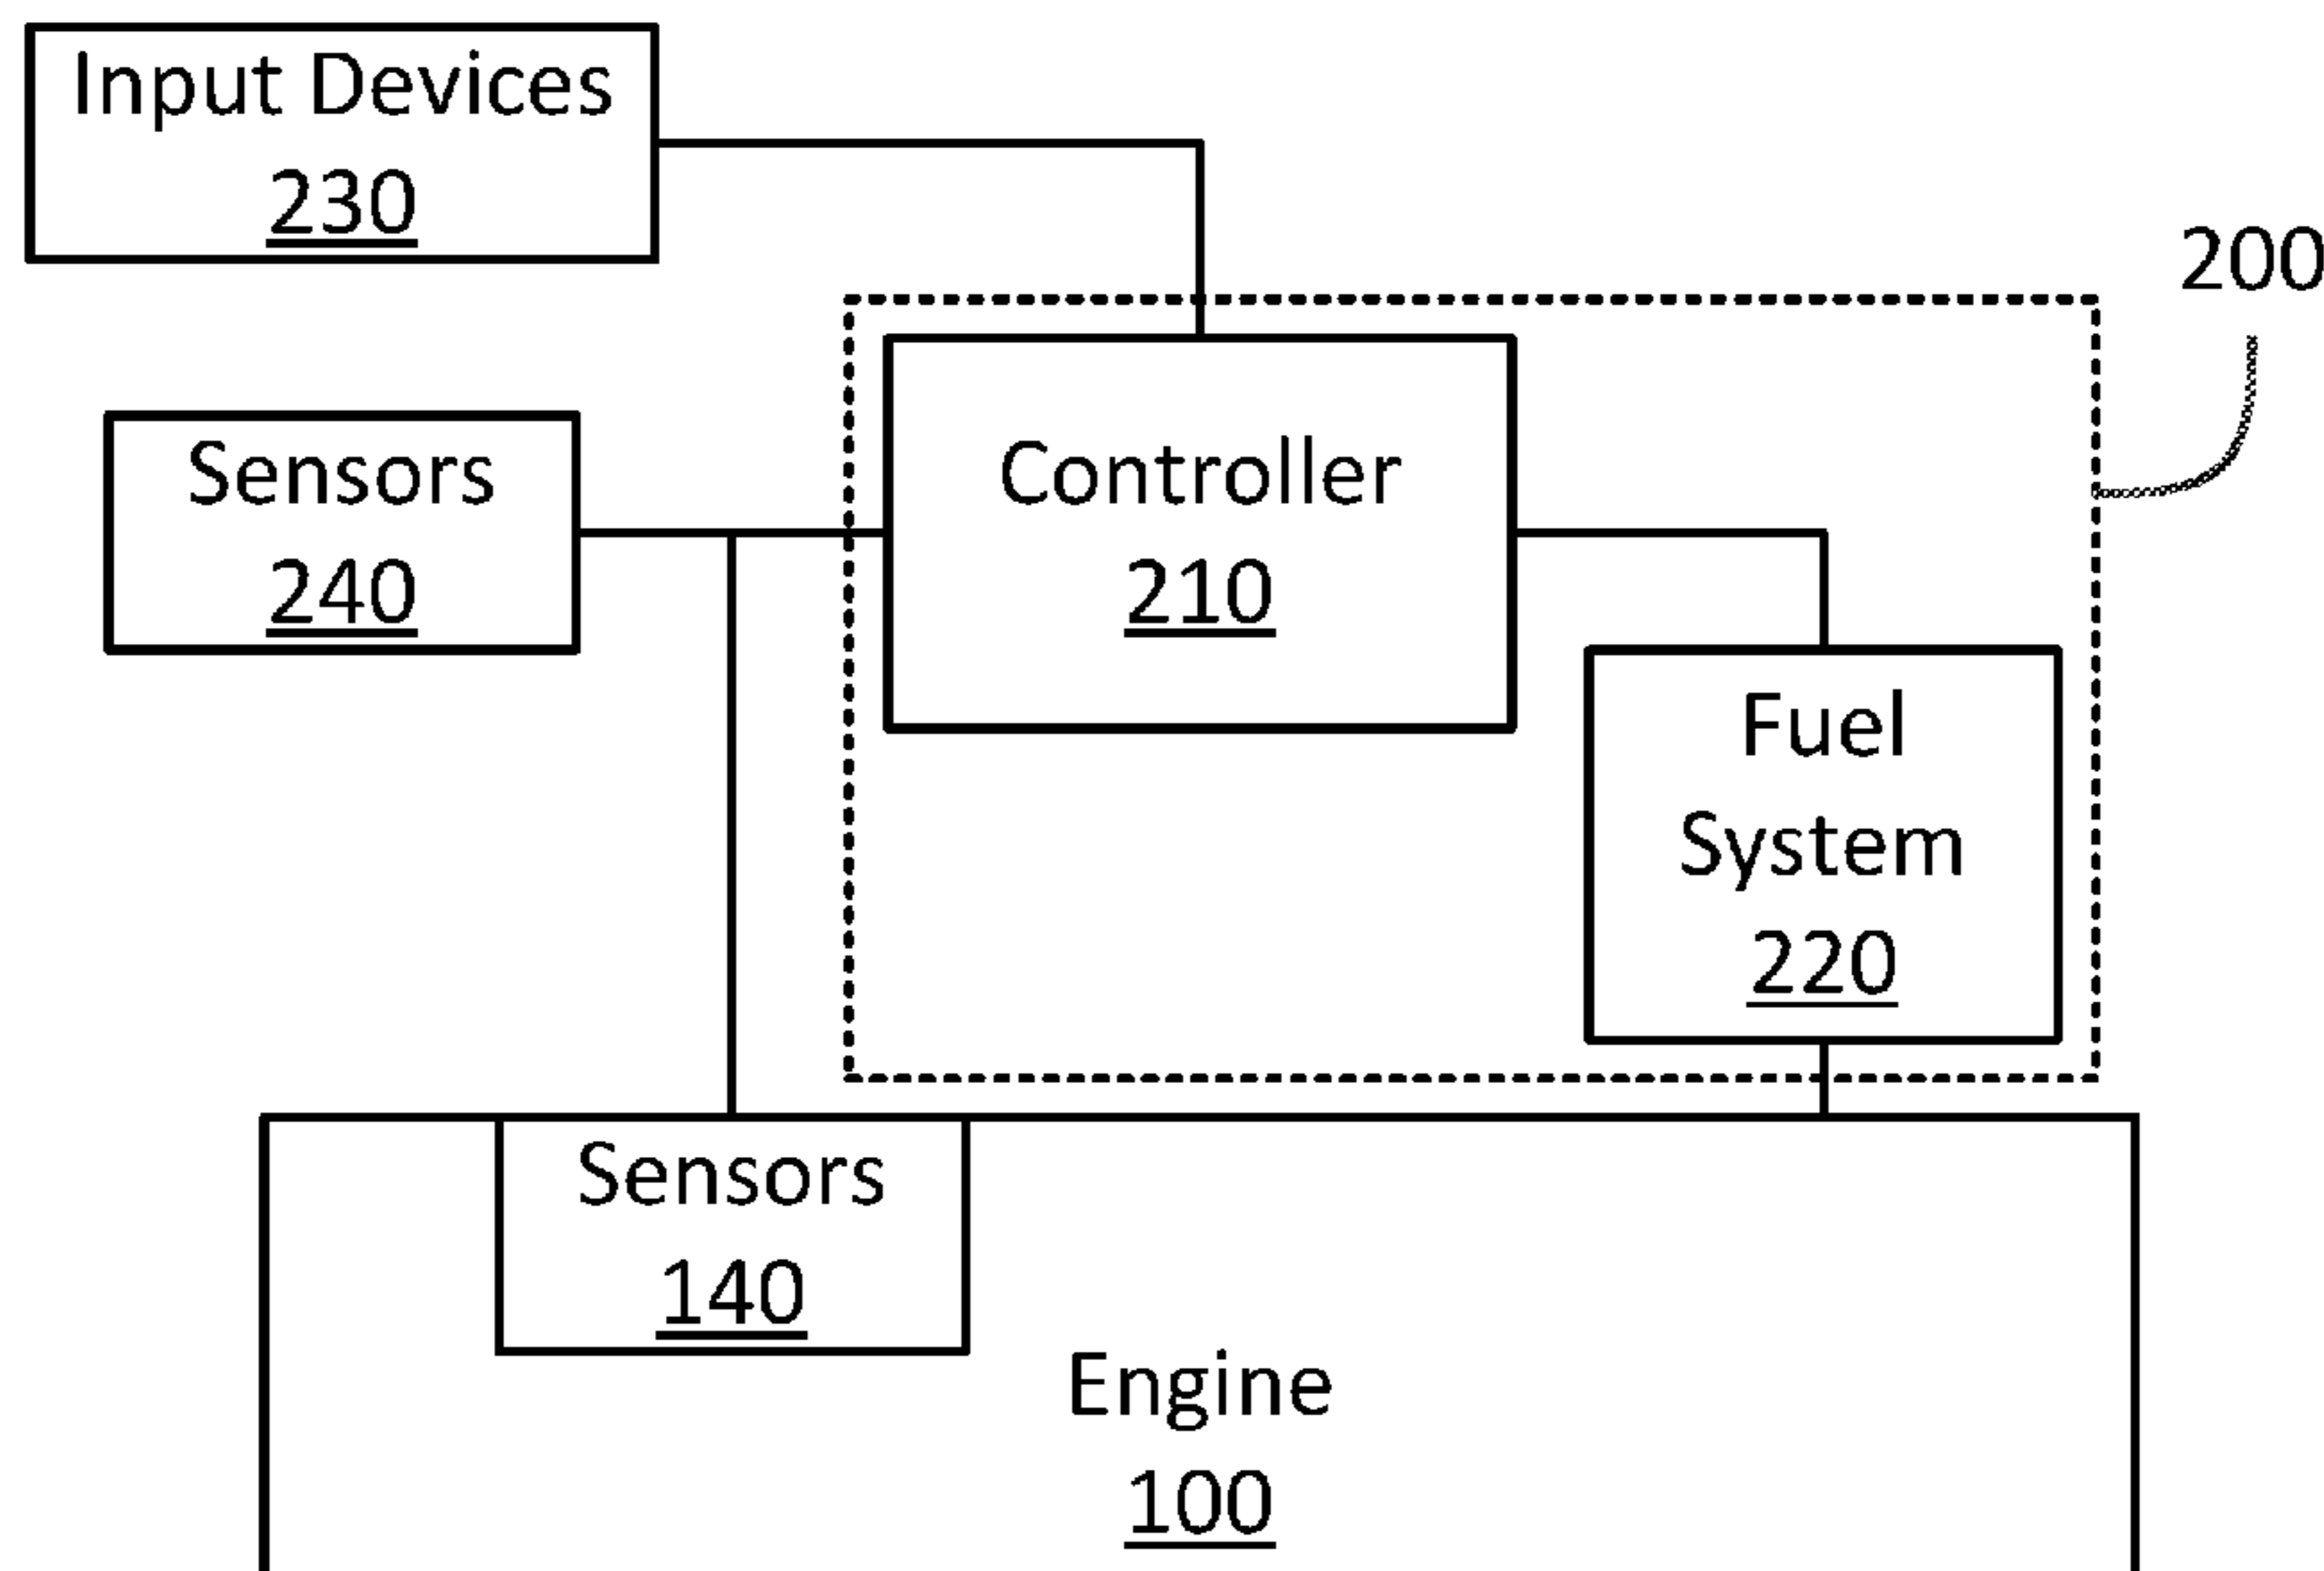 Input Devices
230
200
Sensors
240
Controller
210
Fuel
System
220
Sensors
140
Engine
100